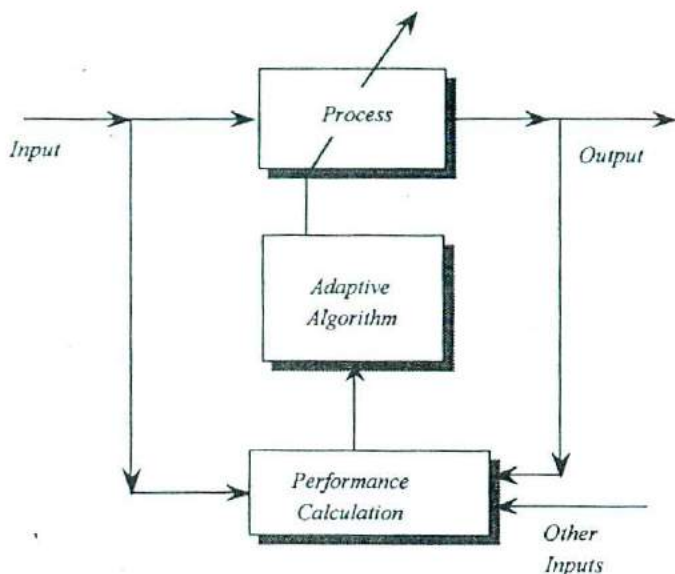 Process
Input
Output
Adaptive
Algorithm
Performance
Calculation
Other
Inputs